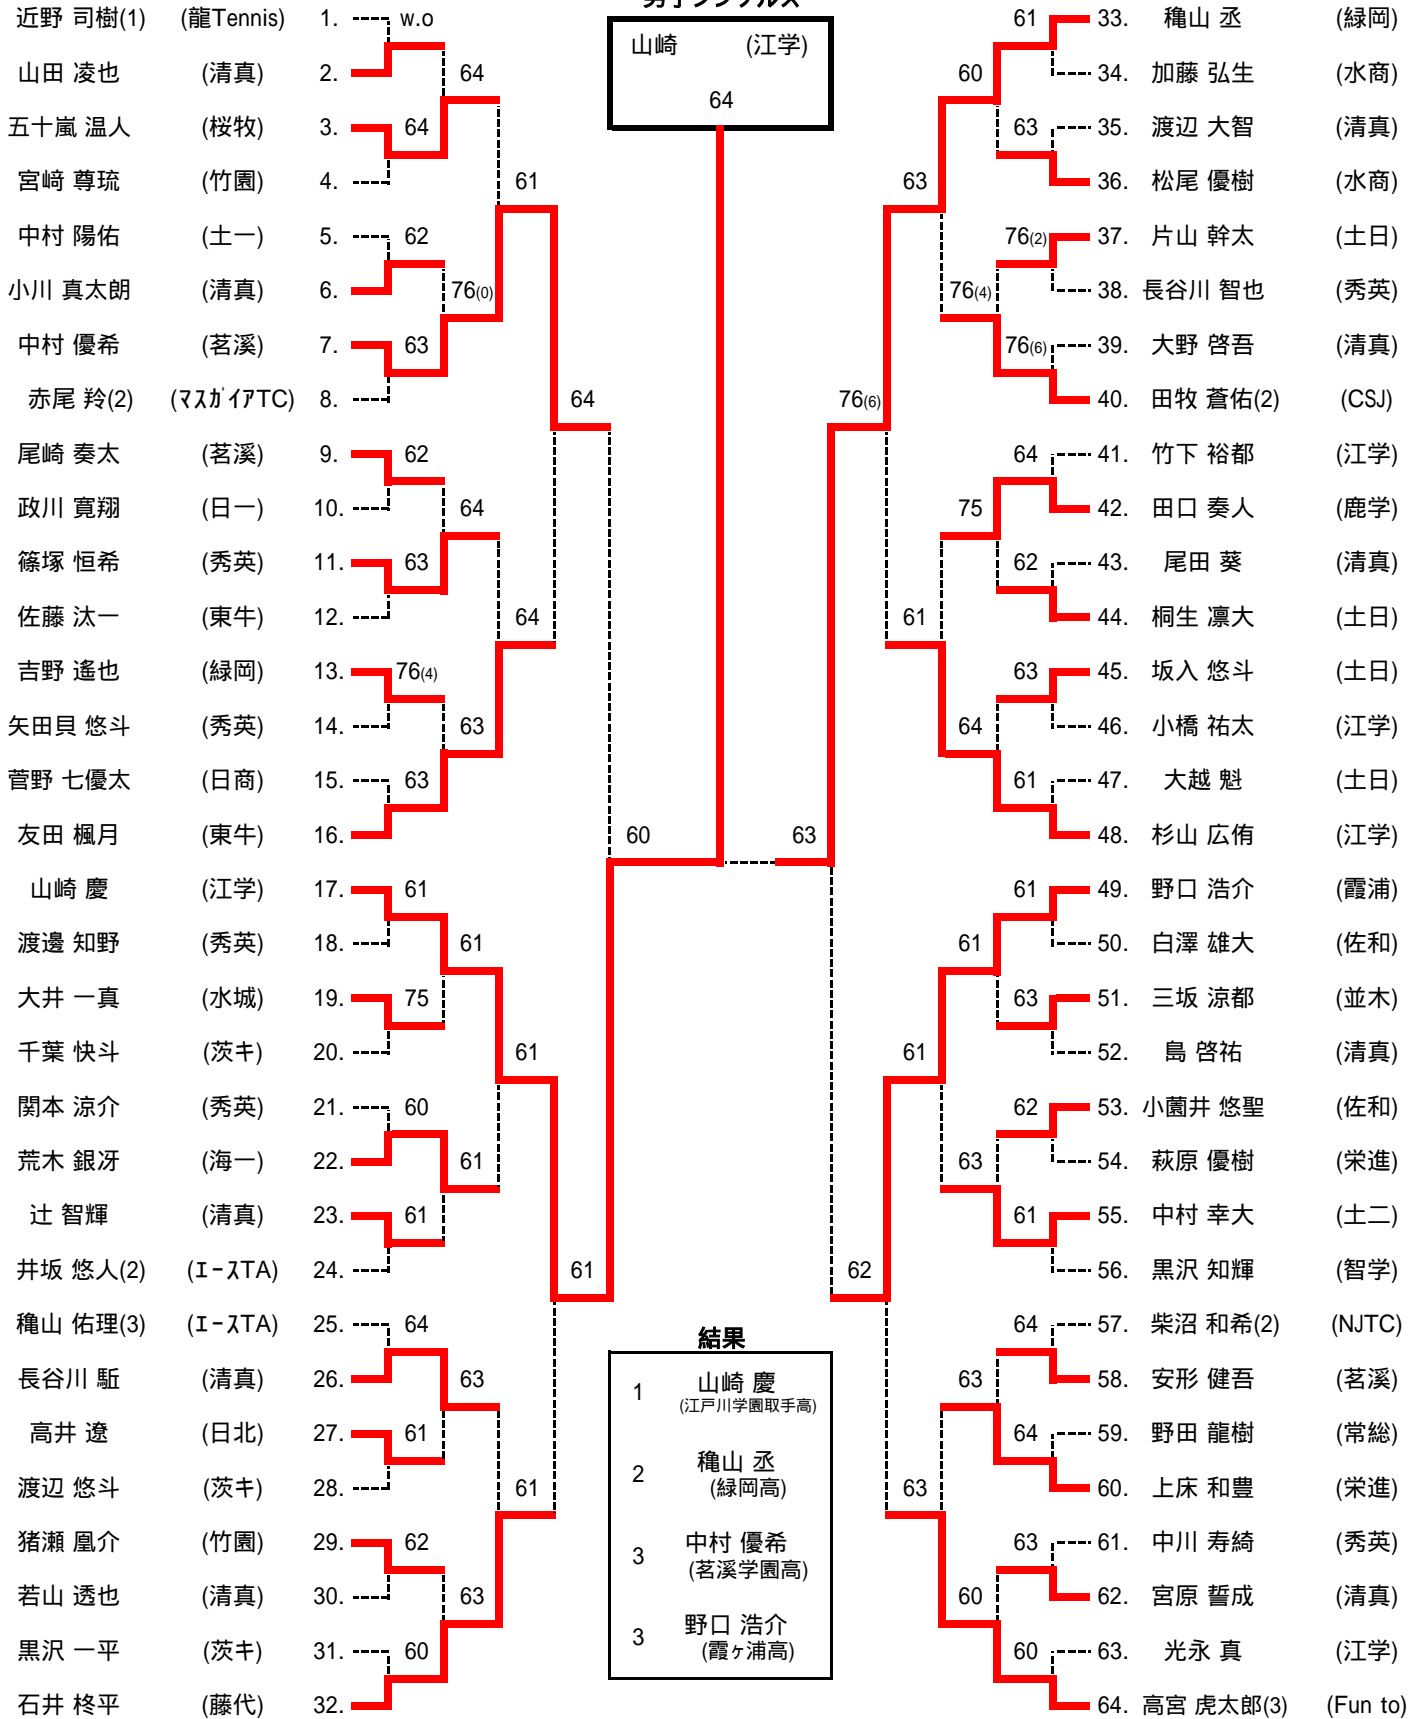 男子シングルス
山崎 (江学)
64
近野 司樹(1) (龍Tennis) 1. w.o
山田 凌也 (清真) 2. 64
五十嵐 温人 (桜牧) 3. 64
宮﨑 尊琉 (竹園) 4. 61
中村 陽佑 (土一) 5. 62
小川 真太朗 (清真) 6. 76(0)
中村 優希 (茗溪) 7. 63
赤尾 羚(2) (マスガイアTC) 8. 64
尾崎 奏太 (茗溪) 9. 62
政川 寛翔 (日一) 10. 64
篠塚 恒希 (秀英) 11. 63
佐藤 汰一 (東牛) 12. 64
吉野 遙也 (緑岡) 13. 76(4)
矢田貝 悠斗 (秀英) 14. 63
菅野 七優太 (日商) 15. 63
友田 楓月 (東牛) 16. 60
山崎 慶 (江学) 17. 61
渡邊 知野 (秀英) 18. 61
大井 一真 (水城) 19. 75
千葉 快斗 (茨キ) 20. 61
関本 涼介 (秀英) 21. 60
荒木 銀冴 (海一) 22. 61
辻 智輝 (清真) 23. 61
井坂 悠人(2) (エースTA) 24. 61
穐山 佑理(3) (エースTA) 25. 64
長谷川 駈 (清真) 26. 63
高井 遼 (日北) 27. 61
渡辺 悠斗 (茨キ) 28. 61
猪瀬 凰介 (竹園) 29. 62
若山 透也 (清真) 30. 63
黒沢 一平 (茨キ) 31. 60
石井 柊平 (藤代) 32.
61 33. 穐山 丞 (緑岡)
60 34. 加藤 弘生 (水商)
63 35. 渡辺 大智 (清真)
63 36. 松尾 優樹 (水商)
76(2) 37. 片山 幹太 (土日)
76(4) 38. 長谷川 智也 (秀英)
76(6) 39. 大野 啓吾 (清真)
76(6) 40. 田牧 蒼佑(2) (CSJ)
64 41. 竹下 裕都 (江学)
75 42. 田口 奏人 (鹿学)
62 43. 尾田 葵 (清真)
61 44. 桐生 凛大 (土日)
63 45. 坂入 悠斗 (土日)
64 46. 小橋 祐太 (江学)
61 47. 大越 魁 (土日)
63 48. 杉山 広侑 (江学)
61 49. 野口 浩介 (霞浦)
61 50. 白澤 雄大 (佐和)
63 51. 三坂 涼都 (並木)
61 52. 島 啓祐 (清真)
62 53. 小薗井 悠聖 (佐和)
63 54. 萩原 優樹 (栄進)
61 55. 中村 幸大 (土二)
62 56. 黒沢 知輝 (智学)
64 57. 柴沼 和希(2) (NJTC)
63 58. 安形 健吾 (茗溪)
64 59. 野田 龍樹 (常総)
63 60. 上床 和豊 (栄進)
63 61. 中川 寿綺 (秀英)
60 62. 宮原 誓成 (清真)
60 63. 光永 真 (江学)
64. 高宮 虎太郎(3) (Fun to)
結果
1 山崎 慶
(江戸川学園取手高)
2 穐山 丞
(緑岡高)
3 中村 優希
(茗溪学園高)
3 野口 浩介
(霞ヶ浦高)